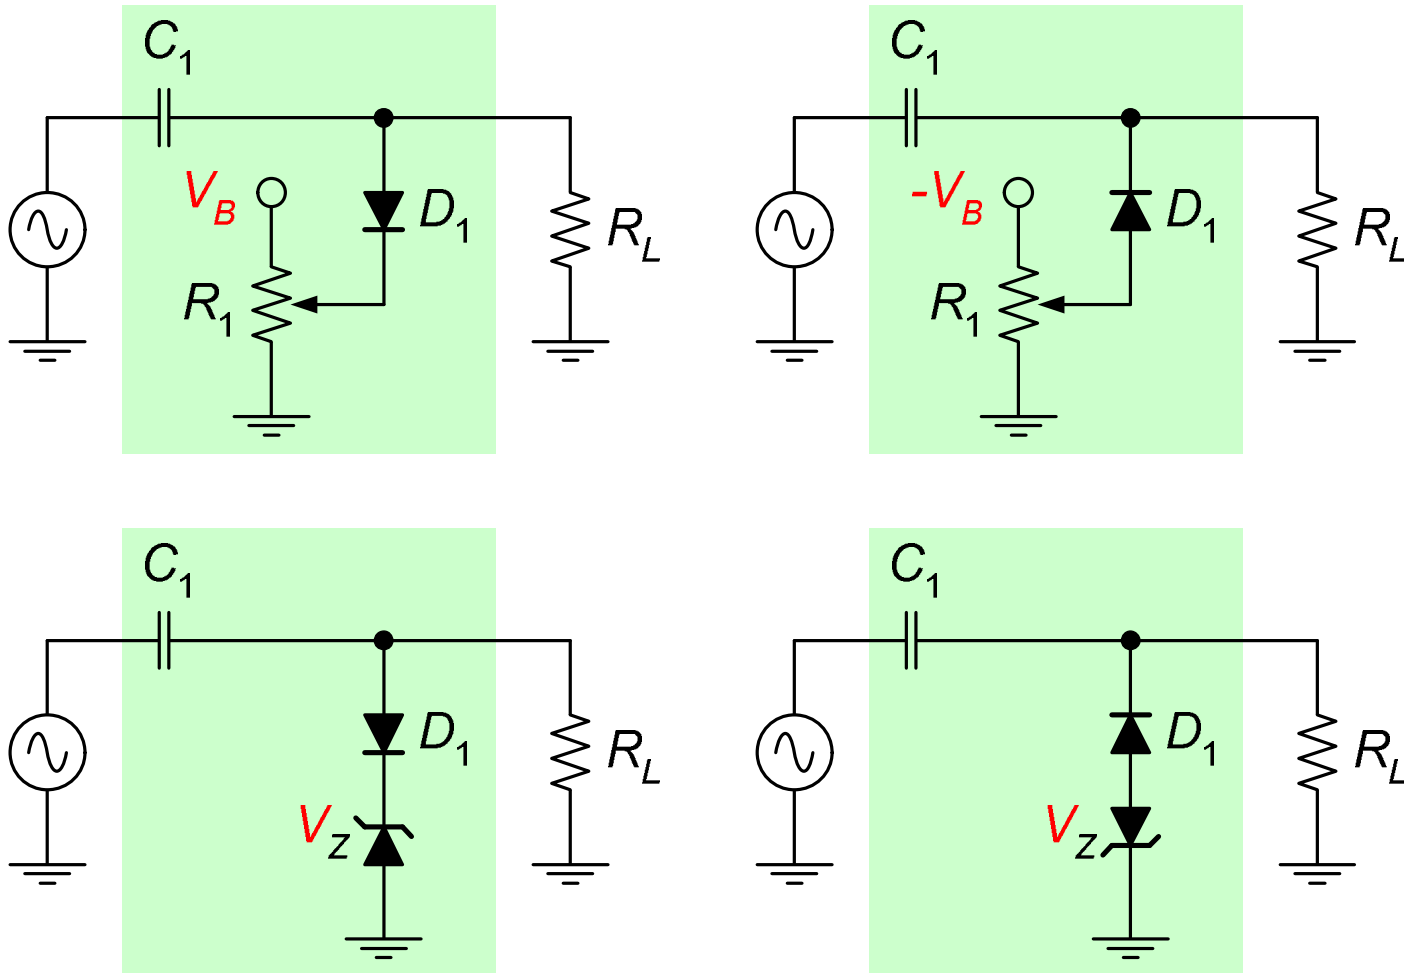 C1 C1
VB -VB
D1 D1
RL RL
R1 R1
C1 C1
D1 D1
RL RL
VZ VZ